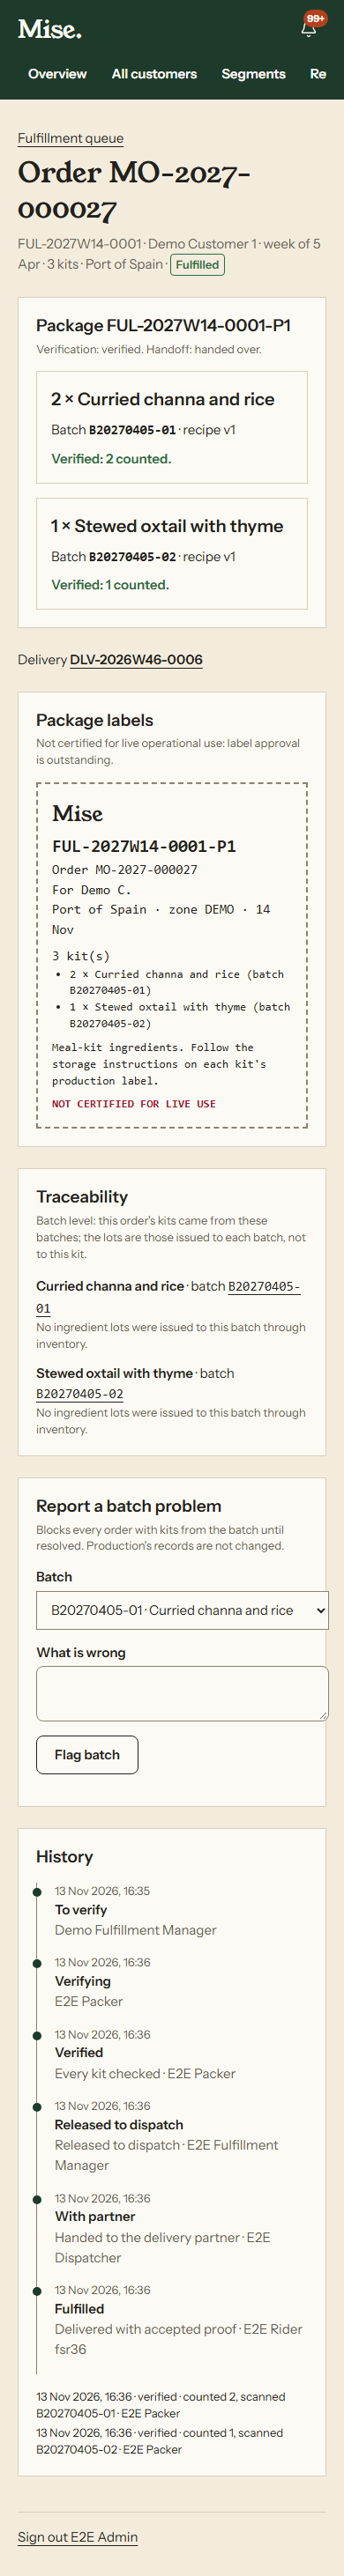 Mise.
99+
Overview All customers Segments Re
Fulfillment queue
Order MO-2027-
000027
FUL-2027W14-0001 · Demo Customer 1 · week of 5
Apr · 3 kits · Port of Spain · Fulfilled
Package FUL-2027W14-0001-P1
Verification: verified. Handoff: handed over.
2 × Curried channa and rice
Batch B20270405-01 · recipe v1
Verified: 2 counted.
1 × Stewed oxtail with thyme
Batch B20270405-02 · recipe v1
Verified: 1 counted.
Delivery DLV-2026W46-0006
Package labels
Not certified for live operational use: label approval
is outstanding.
Mise
FUL-2027W14-0001-P1
Order MO-2027-000027
For Demo C.
Port of Spain · zone DEMO · 14
Nov
3 kit(s)
• 2 × Curried channa and rice (batch
B20270405-01)
• 1 × Stewed oxtail with thyme (batch
B20270405-02)
Meal-kit ingredients. Follow the
storage instructions on each kit's
production label.
NOT CERTIFIED FOR LIVE USE
Traceability
Batch level: this order's kits came from these
batches; the lots are those issued to each batch, not
to this kit.
Curried channa and rice · batch B20270405-
01
No ingredient lots were issued to this batch through
inventory.
Stewed oxtail with thyme · batch
B20270405-02
No ingredient lots were issued to this batch through
inventory.
Report a batch problem
Blocks every order with kits from the batch until
resolved. Production's records are not changed.
Batch
B20270405-01 · Curried channa and rice
What is wrong
Flag batch
History
13 Nov 2026, 16:35
To verify
Demo Fulfillment Manager
13 Nov 2026, 16:36
Verifying
E2E Packer
13 Nov 2026, 16:36
Verified
Every kit checked · E2E Packer
13 Nov 2026, 16:36
Released to dispatch
Released to dispatch · E2E Fulfillment
Manager
13 Nov 2026, 16:36
With partner
Handed to the delivery partner · E2E
Dispatcher
13 Nov 2026, 16:36
Fulfilled
Delivered with accepted proof · E2E Rider
fsr36
13 Nov 2026, 16:36 · verified · counted 2, scanned
B20270405-01 · E2E Packer
13 Nov 2026, 16:36 · verified · counted 1, scanned
B20270405-02 · E2E Packer
Sign out E2E Admin